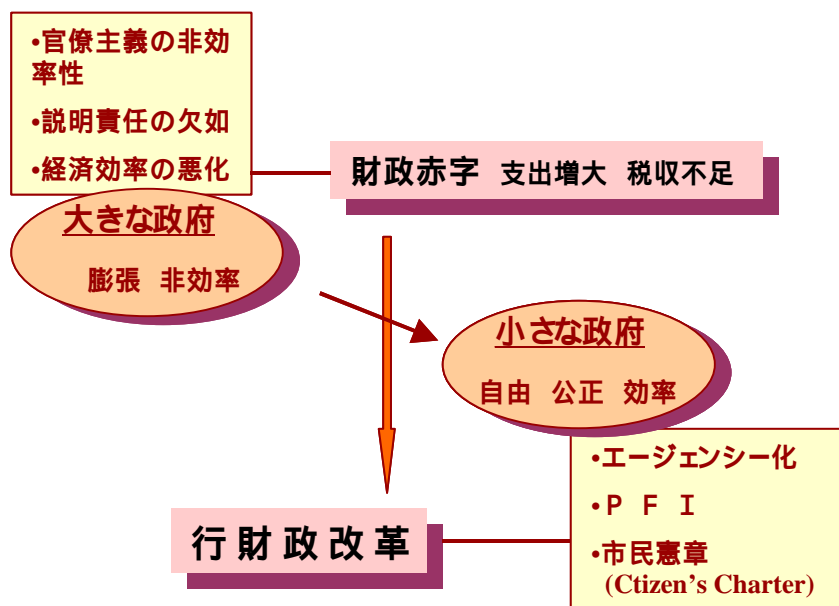 •官僚主義の非効
率性
•説明責任の欠如
•経済効率の悪化
財政赤字 支出増大 税収不足
大きな政府
膨張 非効率
小さな政府
自由 公正 効率
•エージェンシー化
•ＰＦＩ
•市民憲章
(Ctizen's Charter)
行財政改革